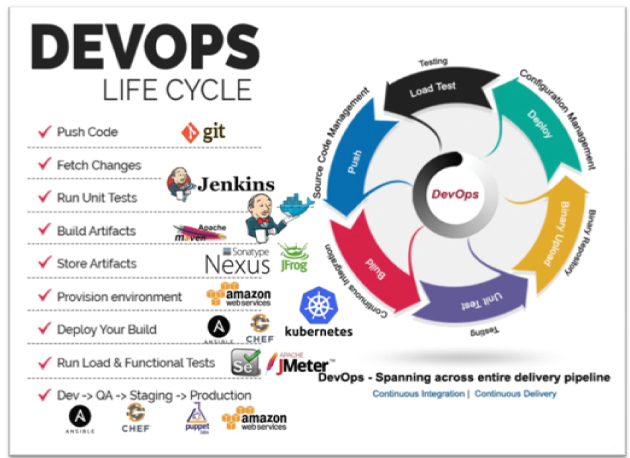 DEVOPS
LIFE CYCLE
Push Code
git
Fetch Changes
Jenkins
Run Unit Tests
Build Artifacts
Apache
maven
Store Artifacts
Sonatype
Nexus
JFrog
Provision environment
amazon
web services
kubernetes
Deploy Your Build
ANSIBLE
CHEF
Run Load & Functional Tests
Se
APACHE
JMeter™
Dev -> QA -> Staging -> Production
ANSIBLE
CHEF
puppet
labs
amazon
web services
Testing
Load Test
Configuration Management
Deploy
Binary Repository
Binary Upload
Testing
Unit Test
Continuous Integration
Build
Source Code Management
Push
DevOps
DevOps - Spanning across entire delivery pipeline
Continuous Integration | Continuous Delivery